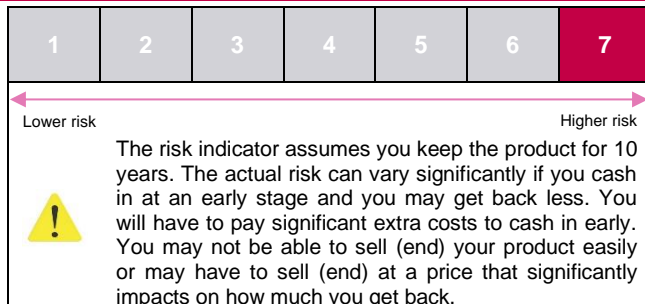 1 2 3 4 5 6 7
Lower risk Higher risk
The risk indicator assumes you keep the product for 10
years. The actual risk can vary significantly if you cash
in at an early stage and you may get back less. You
will have to pay significant extra costs to cash in early.
You may not be able to sell (end) your product easily
or may have to sell (end) at a price that significantly
impacts on how much you get back.